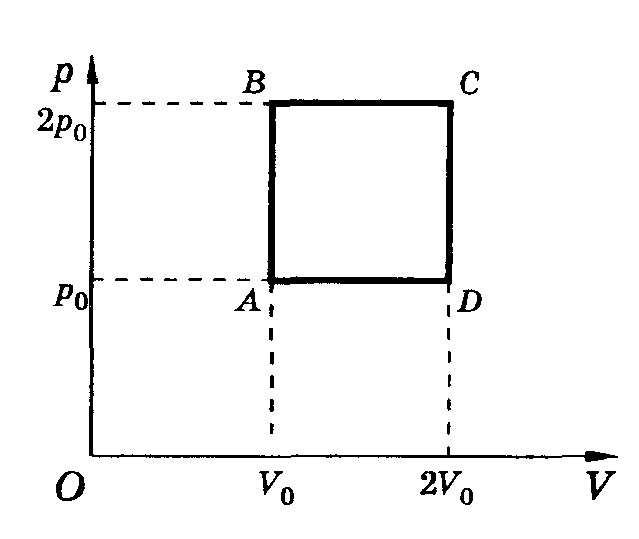 p
B C
2p₀
p₀
A D
O V₀ 2V₀ V